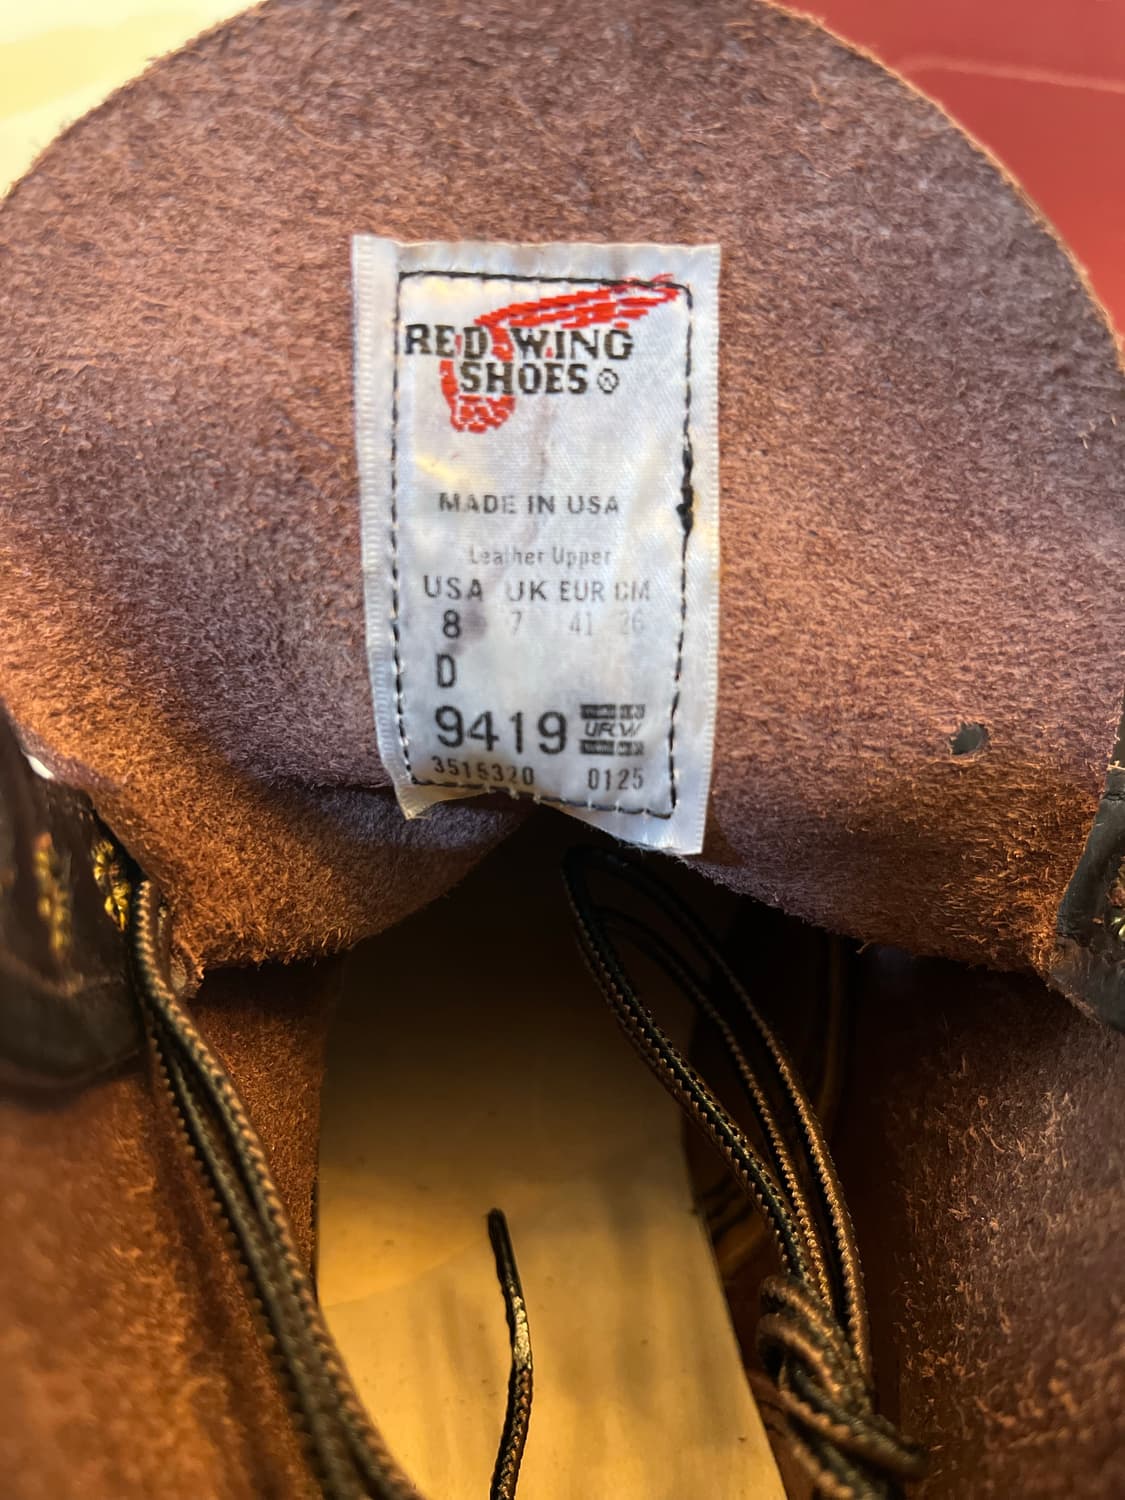 RED WING
SHOES ®
MADE IN USA
Leather Upper
USA UK EUR CM
8 7 41 26
D
9419 UFCW
3515320 0125